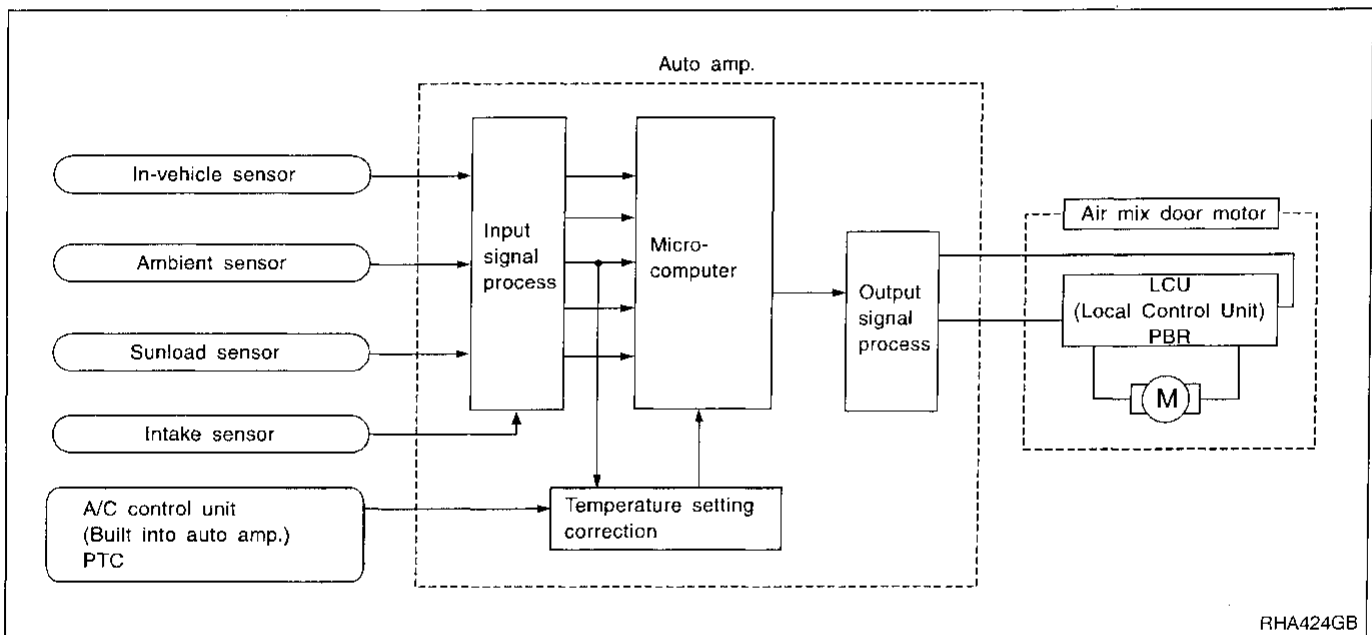 Auto amp.
In-vehicle sensor
Ambient sensor
Sunload sensor
Intake sensor
A/C control unit
(Built into auto amp.)
PTC
Input
signal
process
Micro-
computer
Temperature setting
correction
Output
signal
process
Air mix door motor
LCU
(Local Control Unit)
PBR
M
RHA424GB